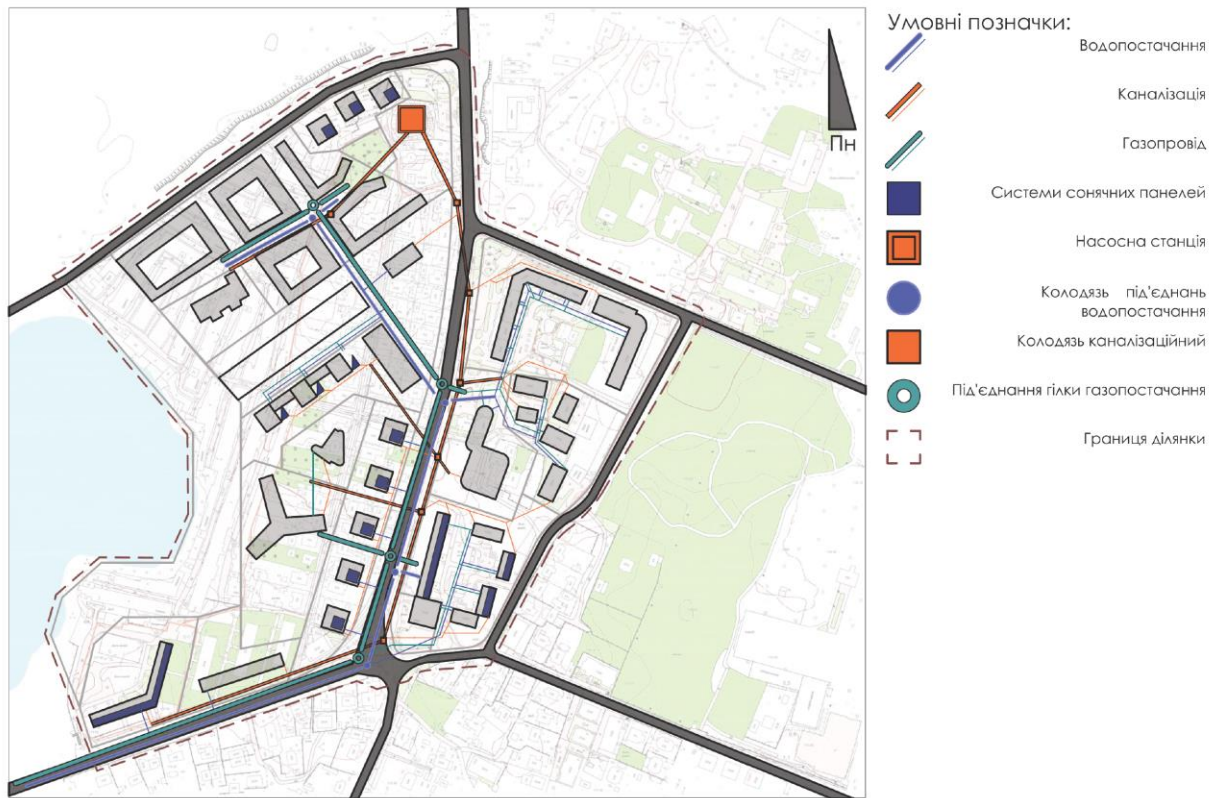 Умовні позначки:
Водопостачання
Каналізація
Газопровід
Пн
Системи сонячних панелей
Насосна станція
Колодязь під'єднань
водопостачання
Колодязь каналізаційний
Під'єднання гілки газопостачання
Границя ділянки